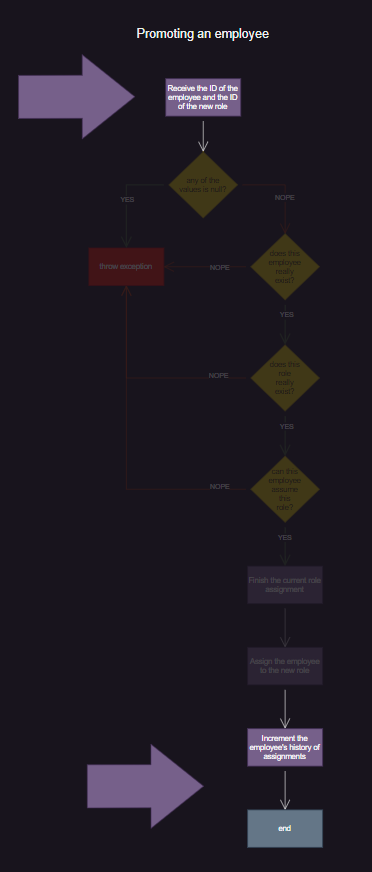 Promoting an employee
Receive the ID of the
employee and the ID
of the new role
any of the
values is null?
YES
NOPE
throw exception
NOPE
does this
employee
really
exist?
YES
NOPE
does this
rule
really
exist?
YES
NOPE
can this
employee
assume
this
role?
YES
Finish the current role
assignment
Assign the employee
to the new role
Increment the
employee's history of
assignments
end